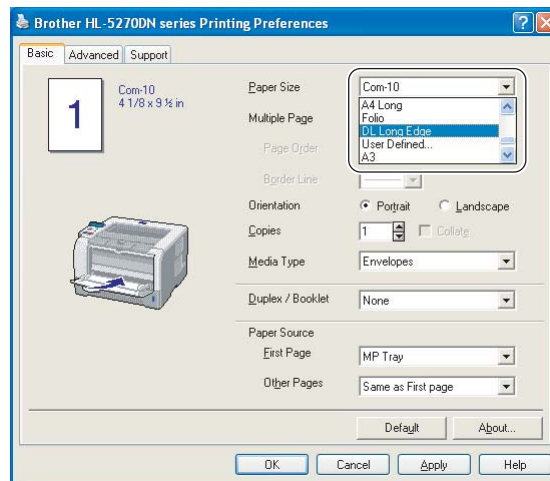 Brother HL-5270DN series Printing Preferences
Basic Advanced Support
1
Com-10
4 1/8 x 9 ½ in
Paper Size Com-10
A4 Long
Folio
DL Long Edge
User Defined...
A3
Multiple Page
Page Order
Border Line
Orientation Portrait Landscape
Copies 1 Collate
Media Type Envelopes
Duplex / Booklet None
Paper Source
First Page MP Tray
Other Pages Same as First page
Default About...
OK Cancel Apply Help